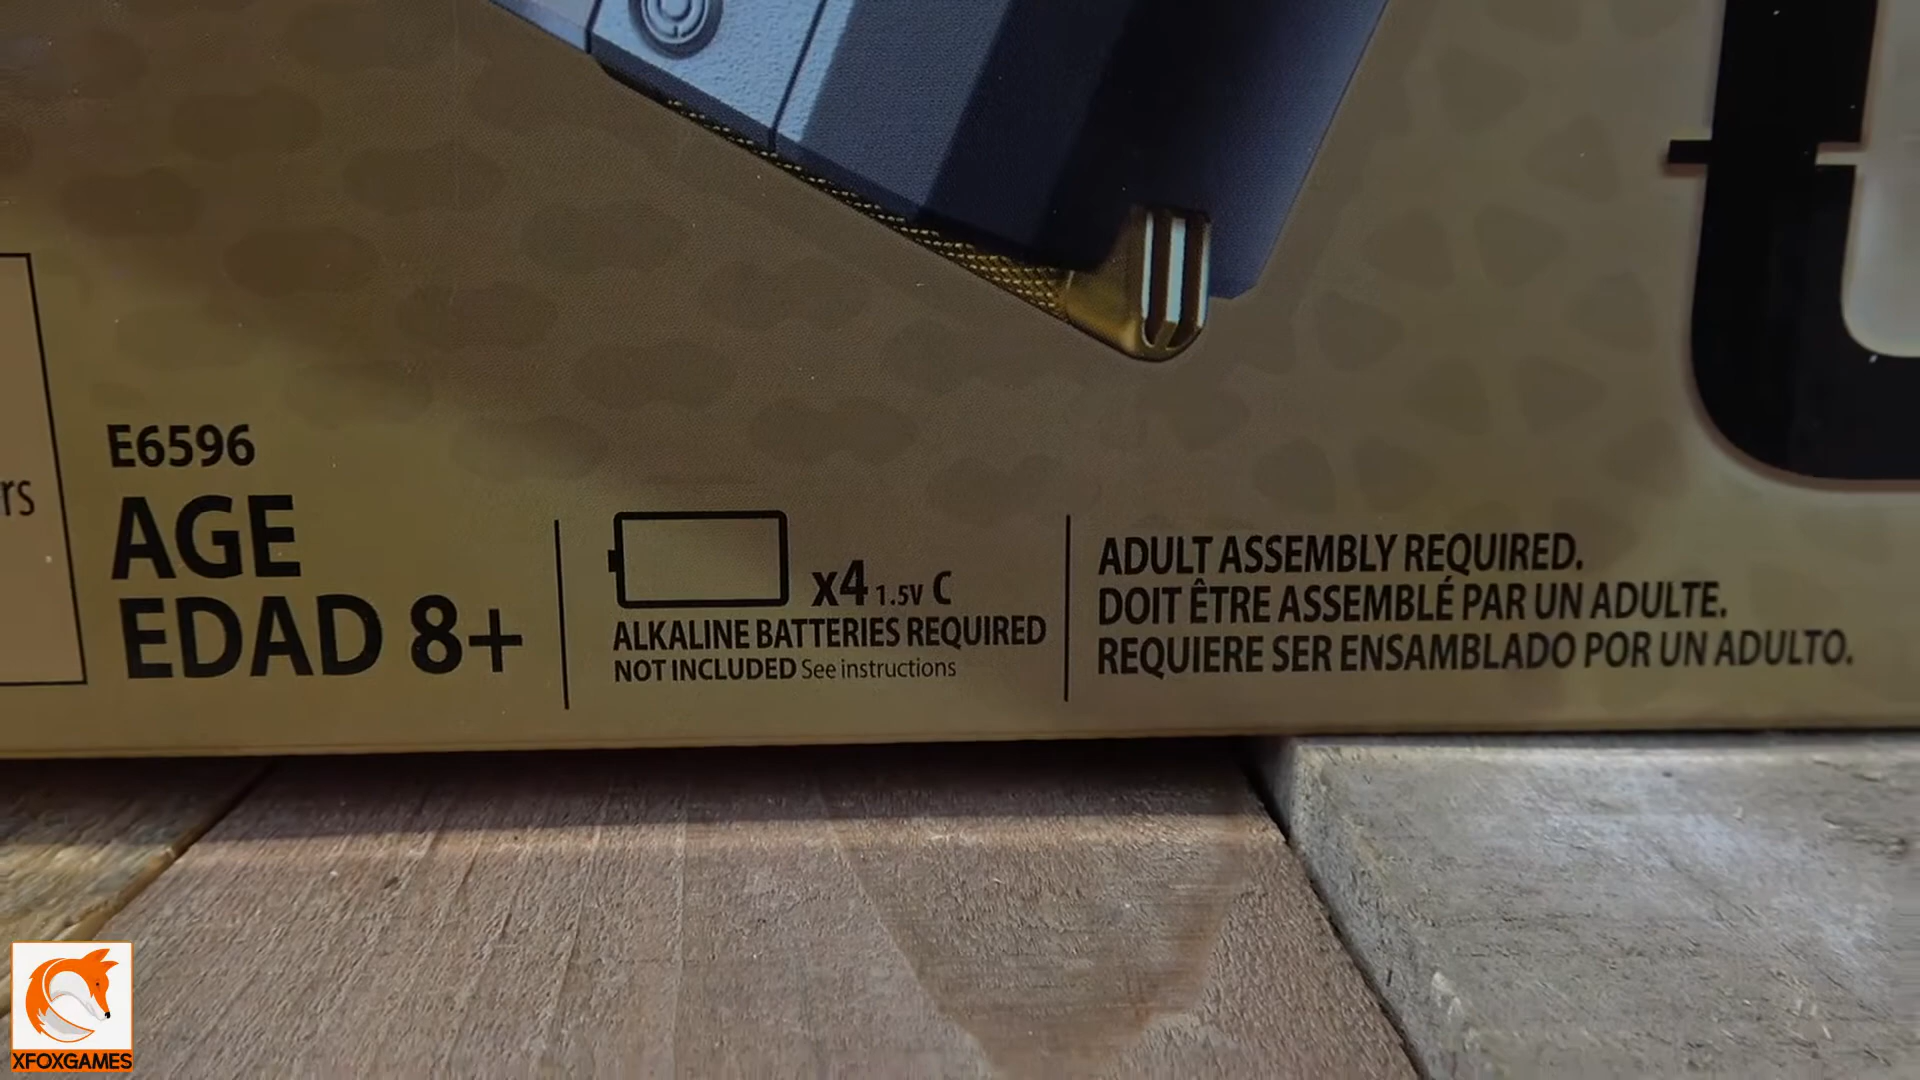 rs
E6596
AGE
EDAD 8+
x4 1.5V C
ALKALINE BATTERIES REQUIRED
NOT INCLUDED See instructions
ADULT ASSEMBLY REQUIRED.
DOIT ÊTRE ASSEMBLÉ PAR UN ADULTE.
REQUIERE SER ENSAMBLADO POR UN ADULTO.
XFOXGAMES